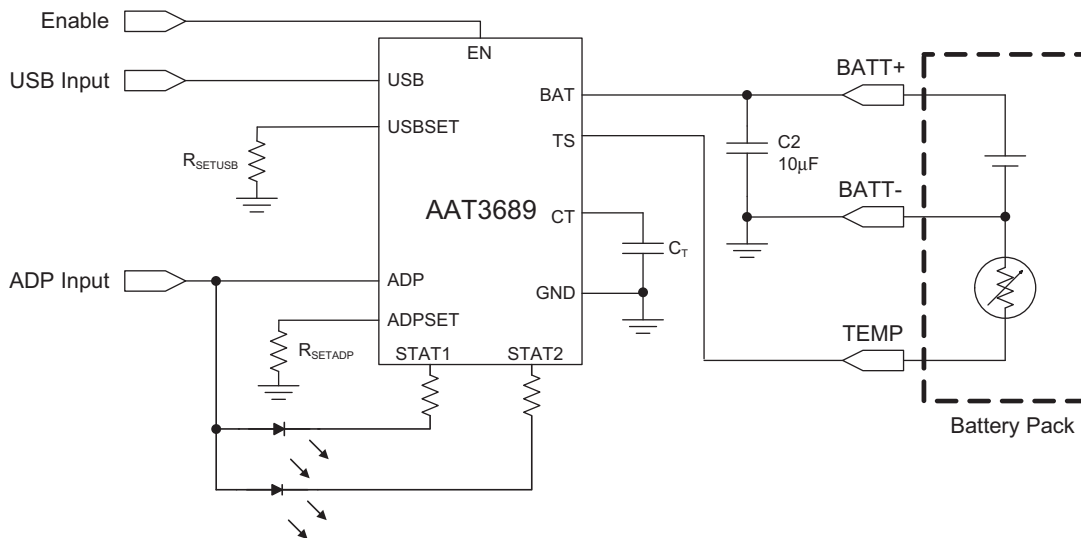 Enable
EN
USB Input
USB
USBSET
R_SETUSB
BAT
TS
AAT3689
CT
C_T
GND
C2
10μF
BATT+
BATT-
TEMP
Battery Pack
ADP Input
ADP
ADPSET
R_SETADP
STAT1
STAT2